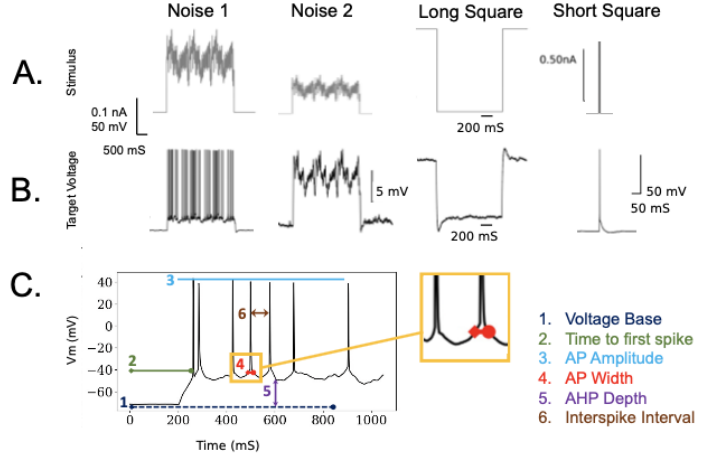 Noise 1 Noise 2 Long Square Short Square
A.
Stimulus
0.1 nA
50 mV
500 mS
200 mS
0.50nA
B.
Target Voltage
5 mV
200 mS
50 mV
50 mS
C.
Vm (mV)
40
20
0
−20
−40
−60
0 200 400 600 800 1000
Time (mS)
3
6
2
4
5
1
1. Voltage Base
2. Time to first spike
3. AP Amplitude
4. AP Width
5. AHP Depth
6. Interspike Interval